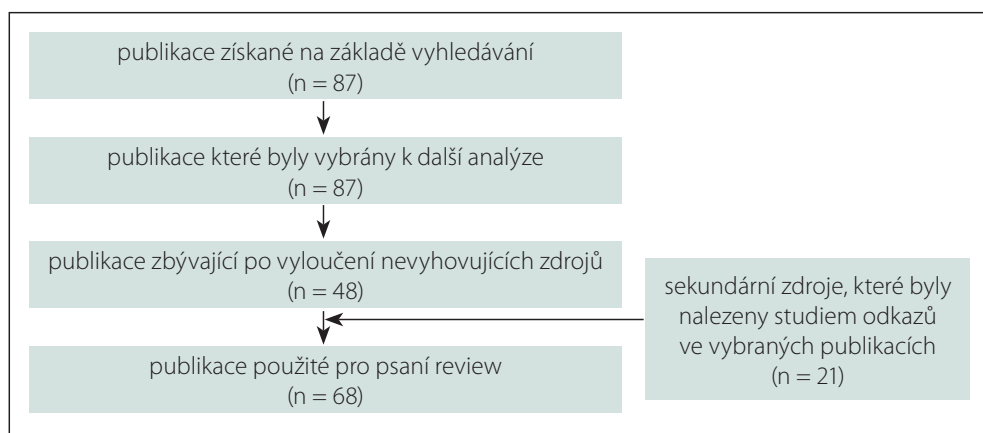 publikace získané na základě vyhledávání
(n = 87)
publikace které byly vybrány k další analýze
(n = 87)
publikace zbývající po vyloučení nevyhovujících zdrojů
(n = 48)
sekundární zdroje, které byly
nalezeny studiem odkazů
ve vybraných publikacích
(n = 21)
publikace použité pro psaní review
(n = 68)